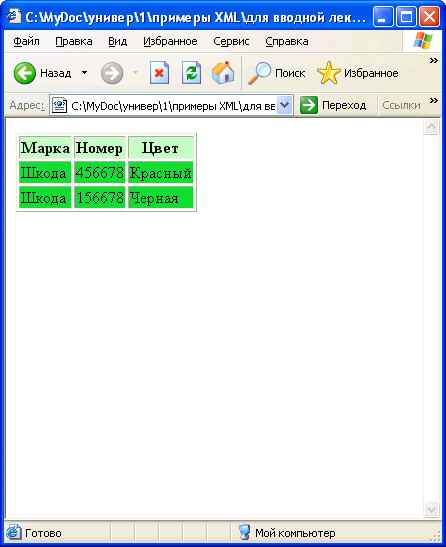 C:\MyDoc\универ\1\примеры XML\для вводной лек...
Файл Правка Вид Избранное Сервис Справка
Назад Поиск Избранное »
Адрес: C:\MyDoc\универ\1\примеры XML\для вв Переход Ссылки »
Марка Номер Цвет
Шкода 456678 Красный
Шкода 156678 Черная
Готово Мой компьютер